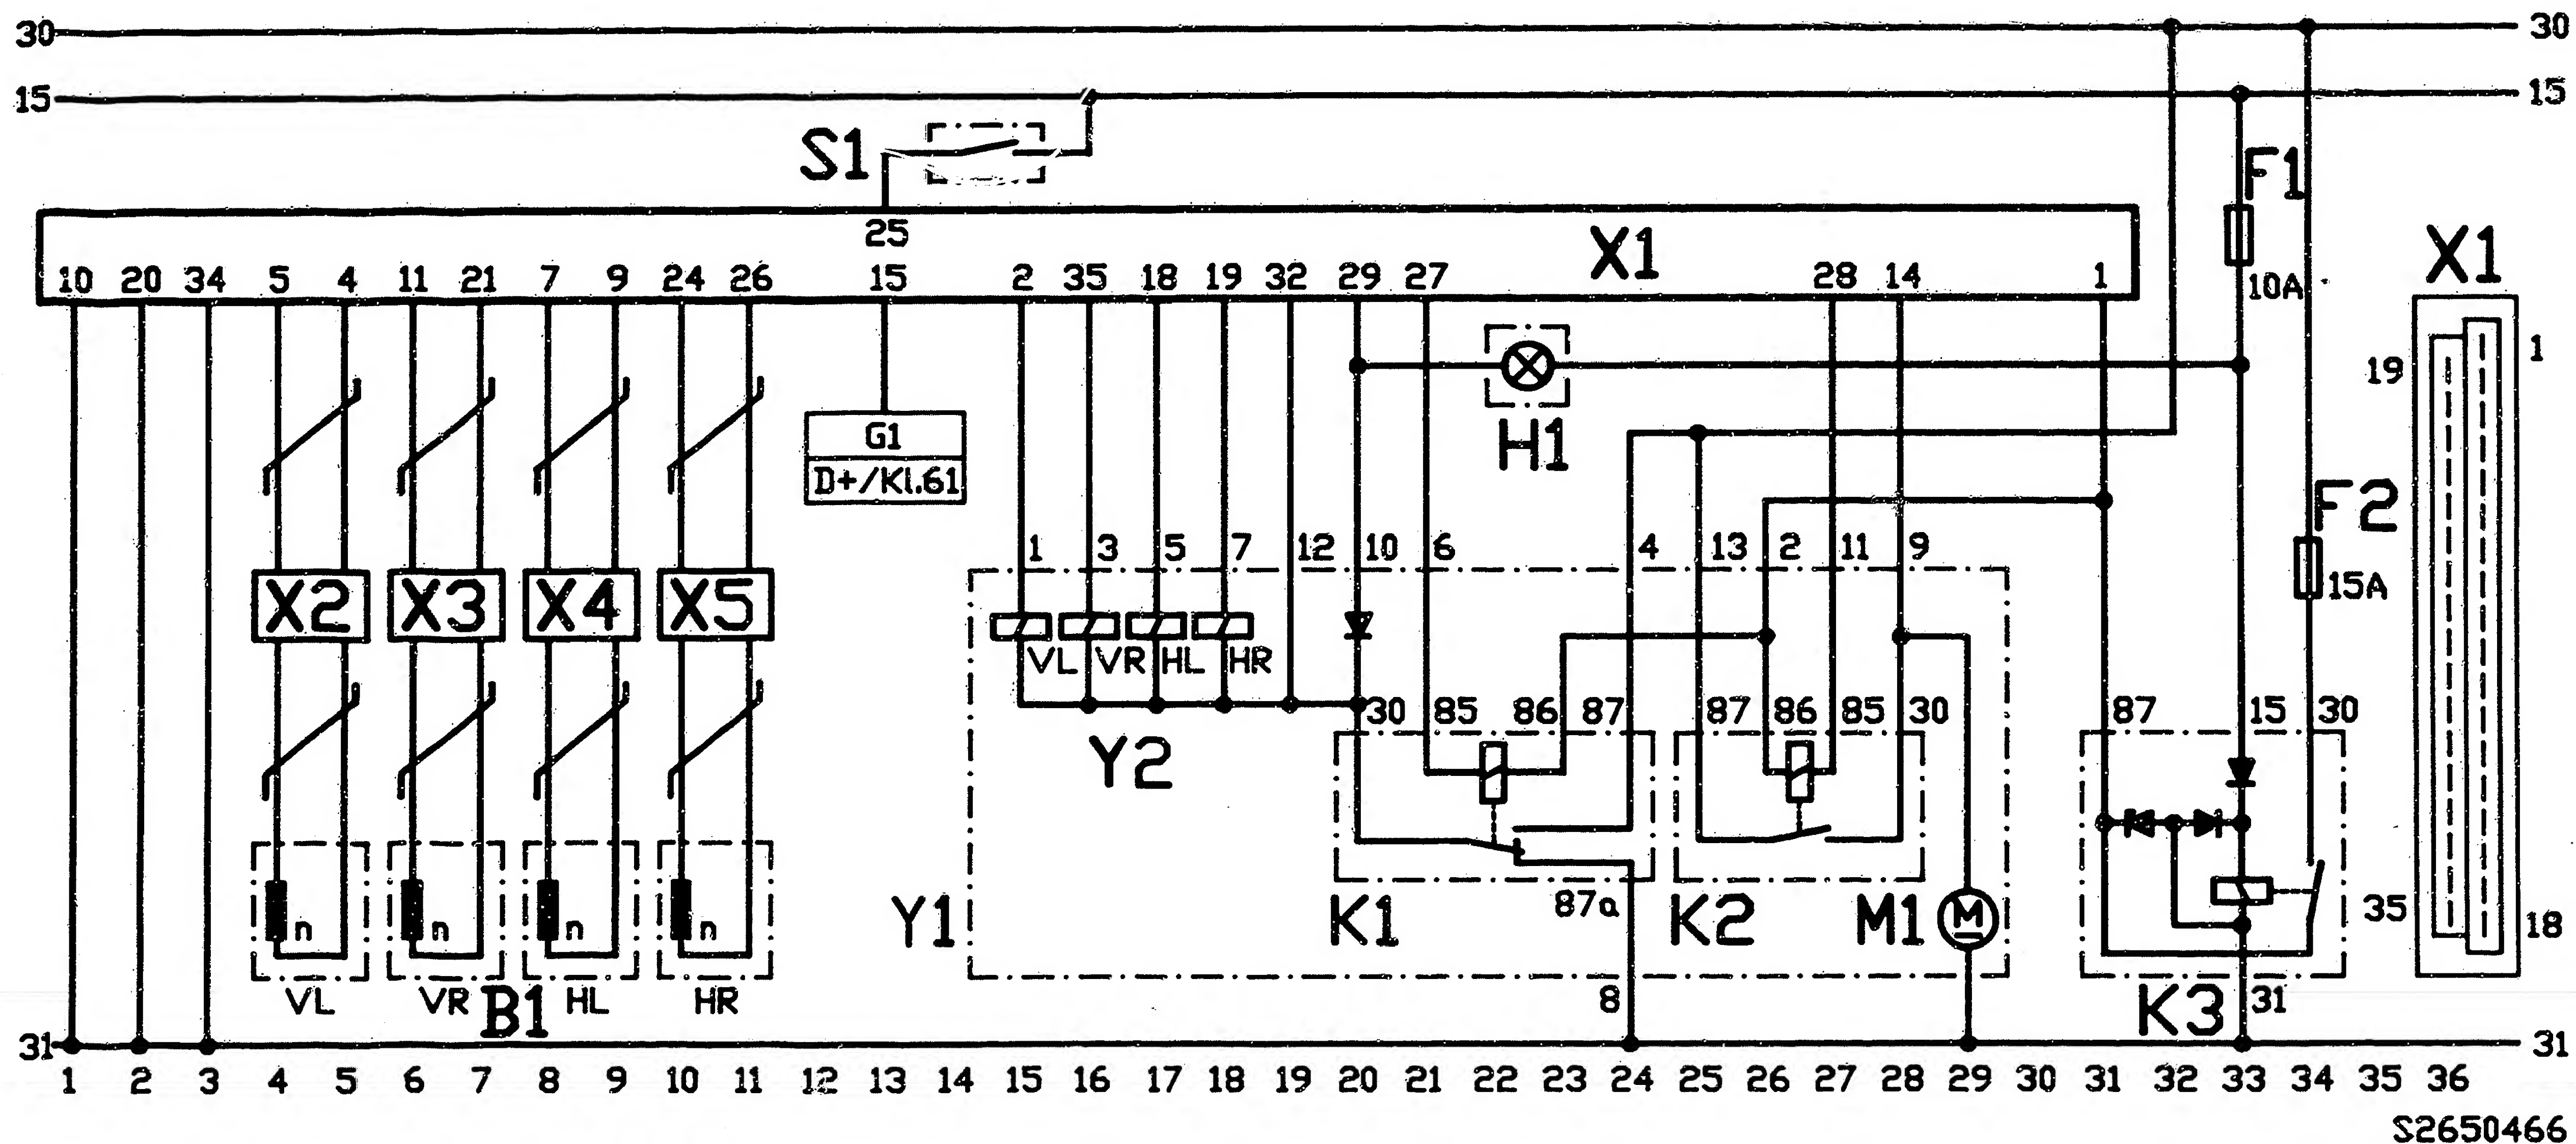 30 30
15 15
S1
F1
25
X1
X1
10 20 34 5 4 11 21 7 9 24 26 15 2 35 18 19 32 29 27 28 14 1
10A
1
19
G1
H1
D+/Kl.61
F2
1 3 5 7 12 10 6 4 13 2 11 9
15A
X2 X3 X4 X5
VL VR HL HR
30 85 86 87 87 86 85 30 87 15 30
Y2
n n n n
87a
Y1 K1 K2 M1 M
35
18
VL VR HL HR
B1
8
K3
31
31 31
1 2 3 4 5 6 7 8 9 10 11 12 13 14 15 16 17 18 19 20 21 22 23 24 25 26 27 28 29 30 31 32 33 34 35 36
S2650466